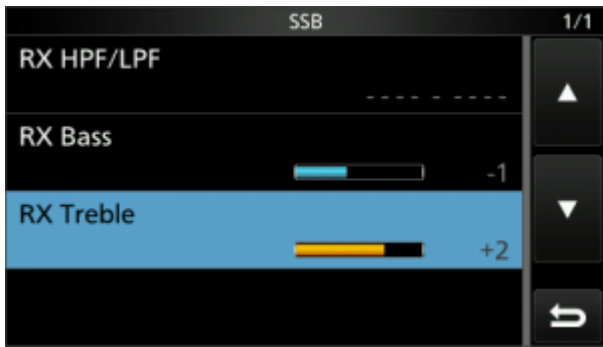 SSB 1/1
RX HPF/LPF
- - - - - - - - -
RX Bass
-1
RX Treble
+2